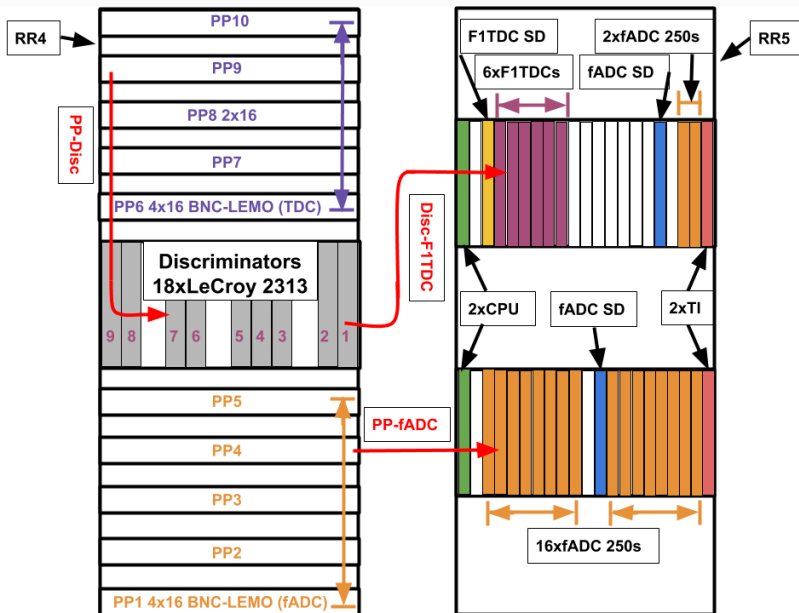 RR4
PP10
PP9
PP8 2x16
PP7
PP6 4x16 BNC-LEMO (TDC)
PP-Disc
Discriminators
18xLeCroy 2313
9 8 7 6 5 4 3 2 1
PP5
PP4
PP3
PP2
PP1 4x16 BNC-LEMO (fADC)
Disc-F1TDC
PP-fADC
F1TDC SD
2xfADC 250s
6xF1TDCs
fADC SD
RR5
2xCPU
fADC SD
2xTI
16xfADC 250s